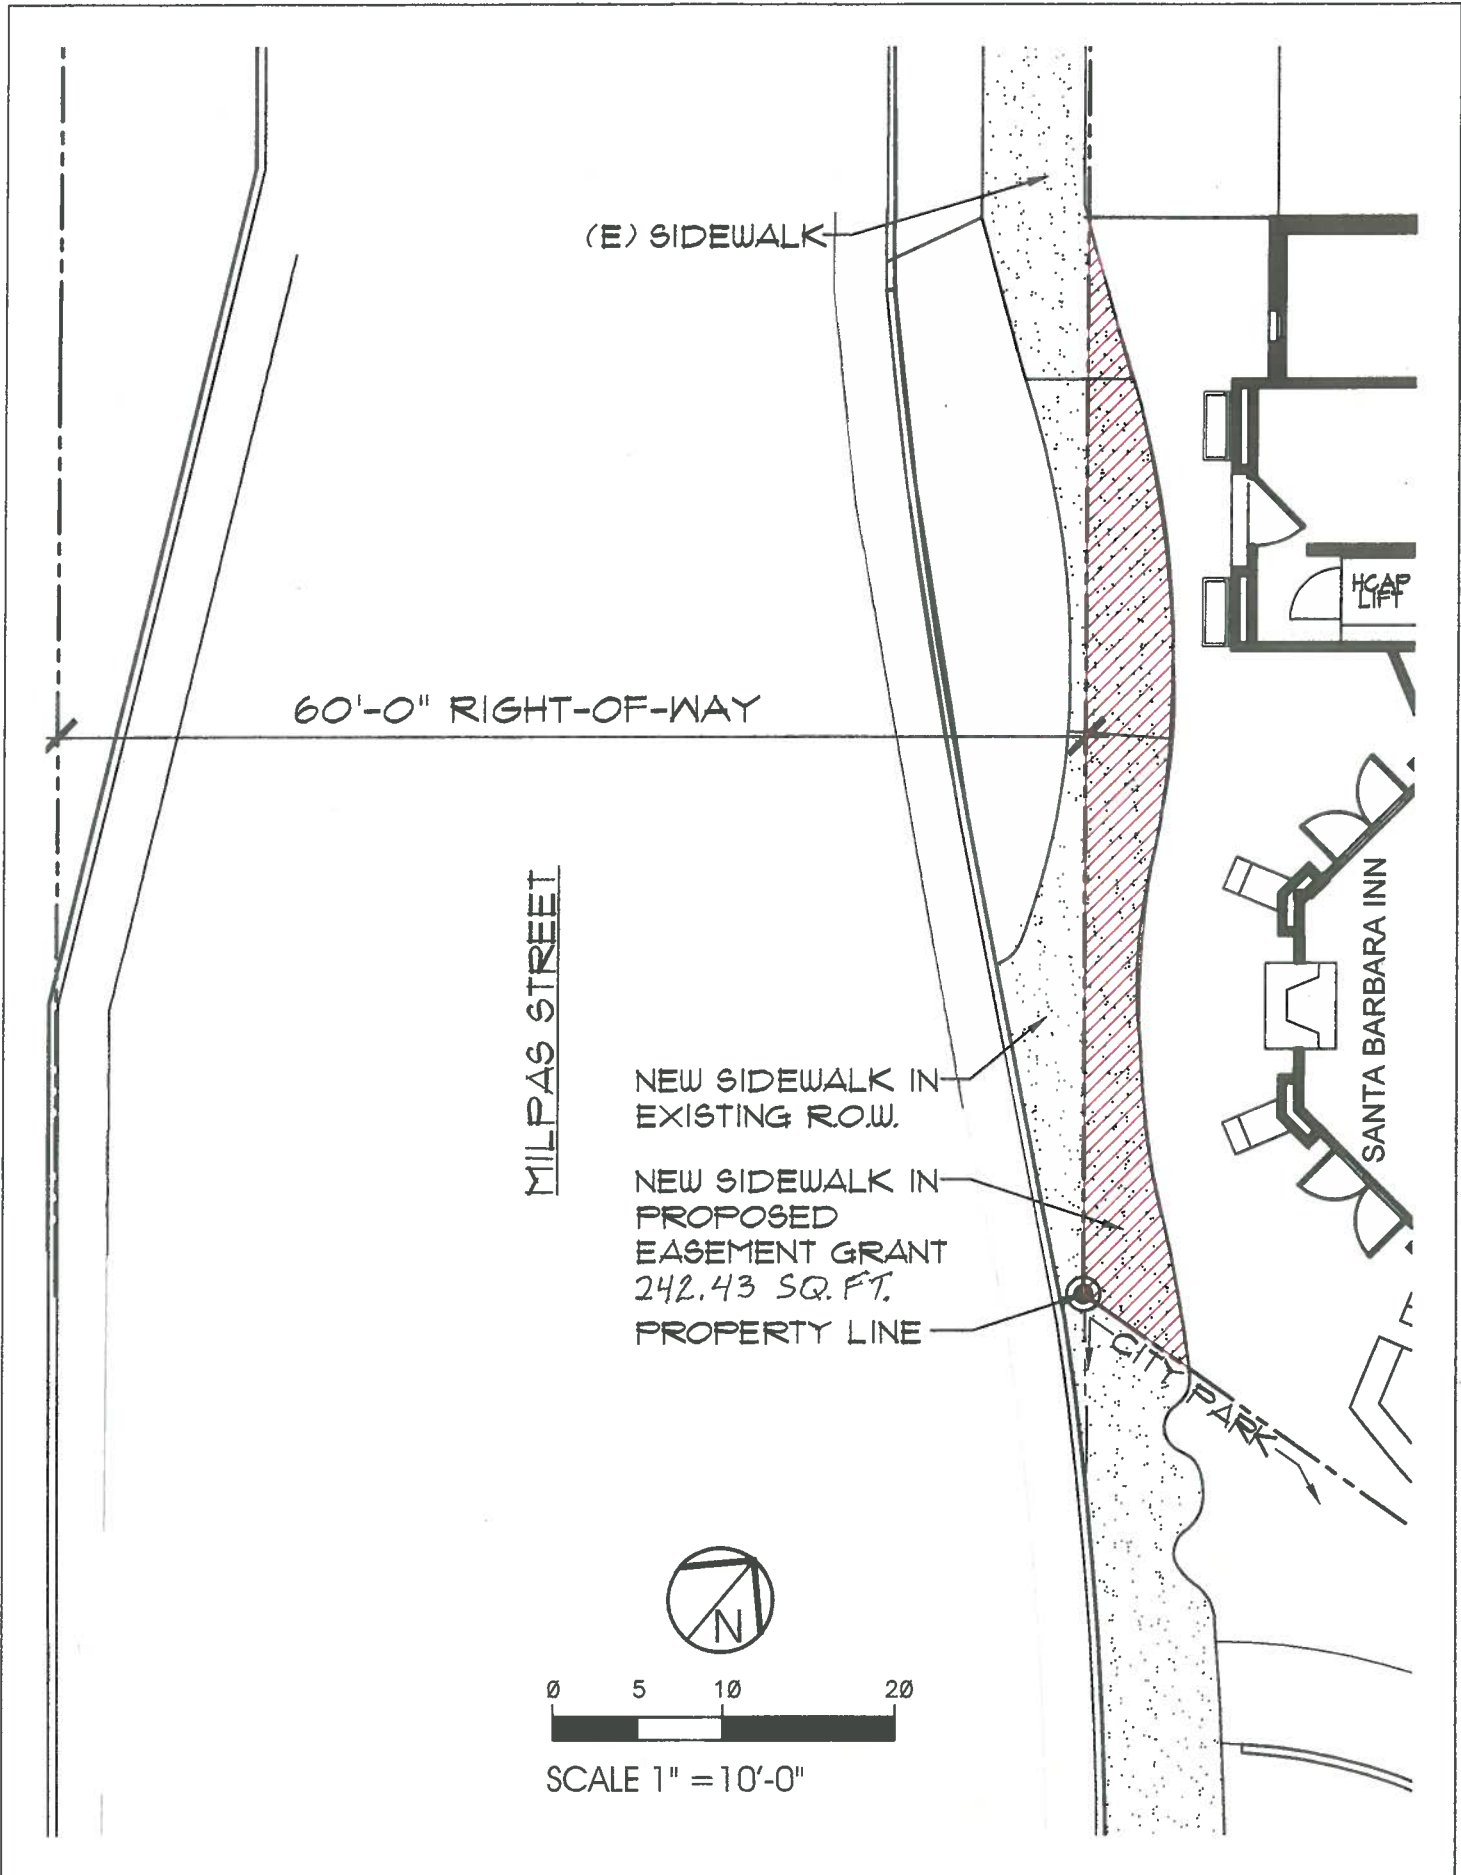 (E) SIDEWALK
HCAP
LIFT
60'-0" RIGHT-OF-WAY
MILPAS STREET
SANTA BARBARA INN
NEW SIDEWALK IN
EXISTING R.O.W.
NEW SIDEWALK IN
PROPOSED
EASEMENT GRANT
242.43 SQ. FT.
PROPERTY LINE
CITY PARK
N
0 5 10 20
SCALE 1" = 10'-0"